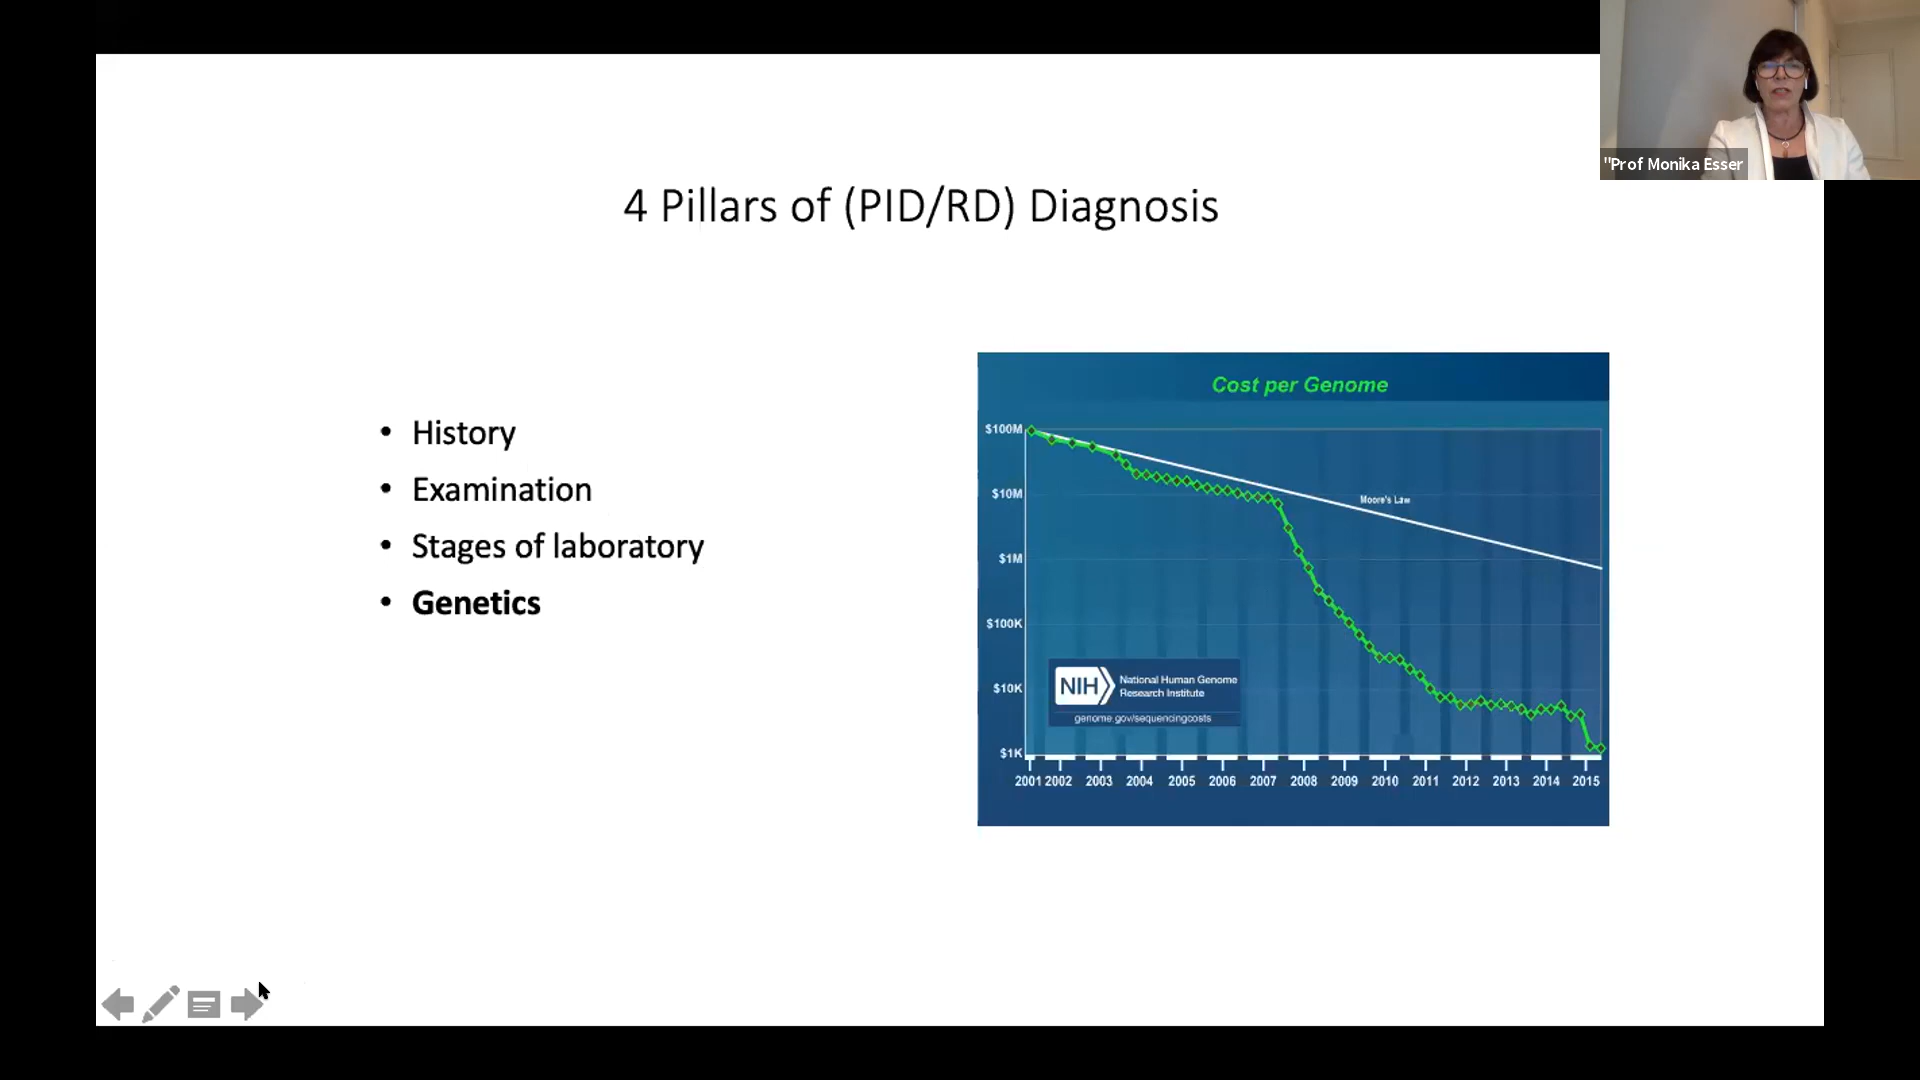 "Prof Monika Esser
4 Pillars of (PID/RD) Diagnosis
• History
• Examination
• Stages of laboratory
• Genetics
Cost per Genome
$100M
$10M
$1M
$100K
$10K
$1K
Moore's Law
NIH
National Human Genome
Research Institute
genome.gov/sequencingcosts
2001 2002 2003 2004 2005 2006 2007 2008 2009 2010 2011 2012 2013 2014 2015